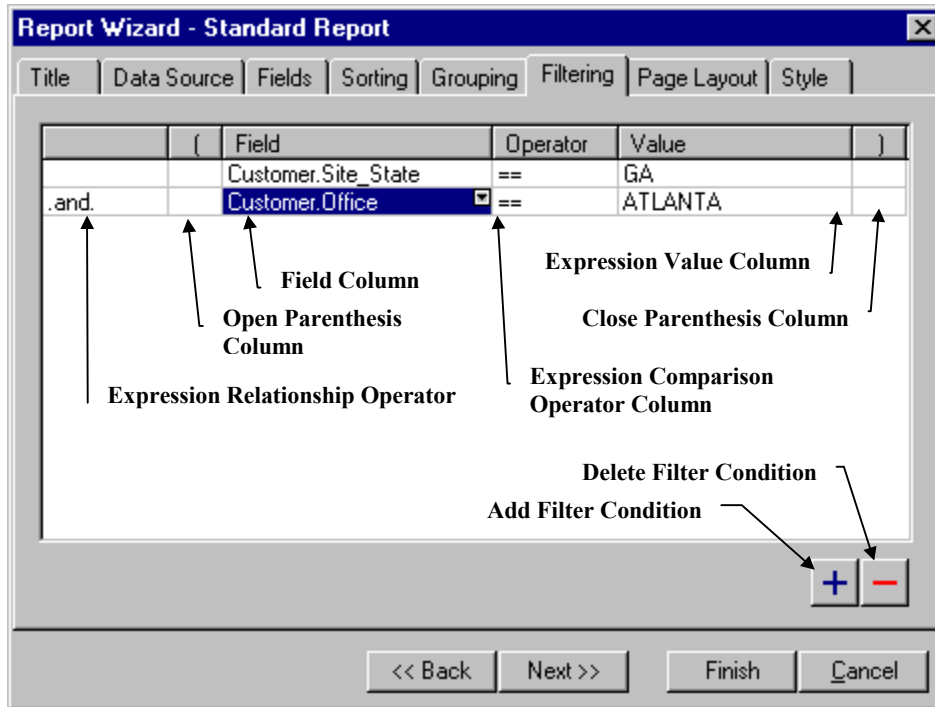 Report Wizard - Standard Report
Title Data Source Fields Sorting Grouping Filtering Page Layout Style
( Field Operator Value )
Customer.Site_State == GA
.and. Customer.Office == ATLANTA
Expression Value Column
Field Column
Open Parenthesis Column
Close Parenthesis Column
Expression Relationship Operator
Expression Comparison Operator Column
Delete Filter Condition
Add Filter Condition
+ −
<< Back Next >> Finish Cancel